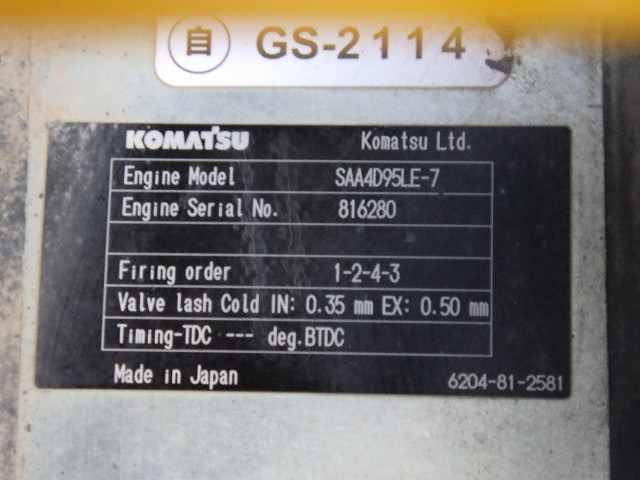 自 GS-2114
KOMATSU Komatsu Ltd.
Engine Model SAA4D95LE-7
Engine Serial No. 816280
Firing order 1-2-4-3
Valve lash Cold IN: 0.35 mm EX: 0.50 mm
Timing-TDC --- deg.BTDC
Made in Japan 6204-81-2581